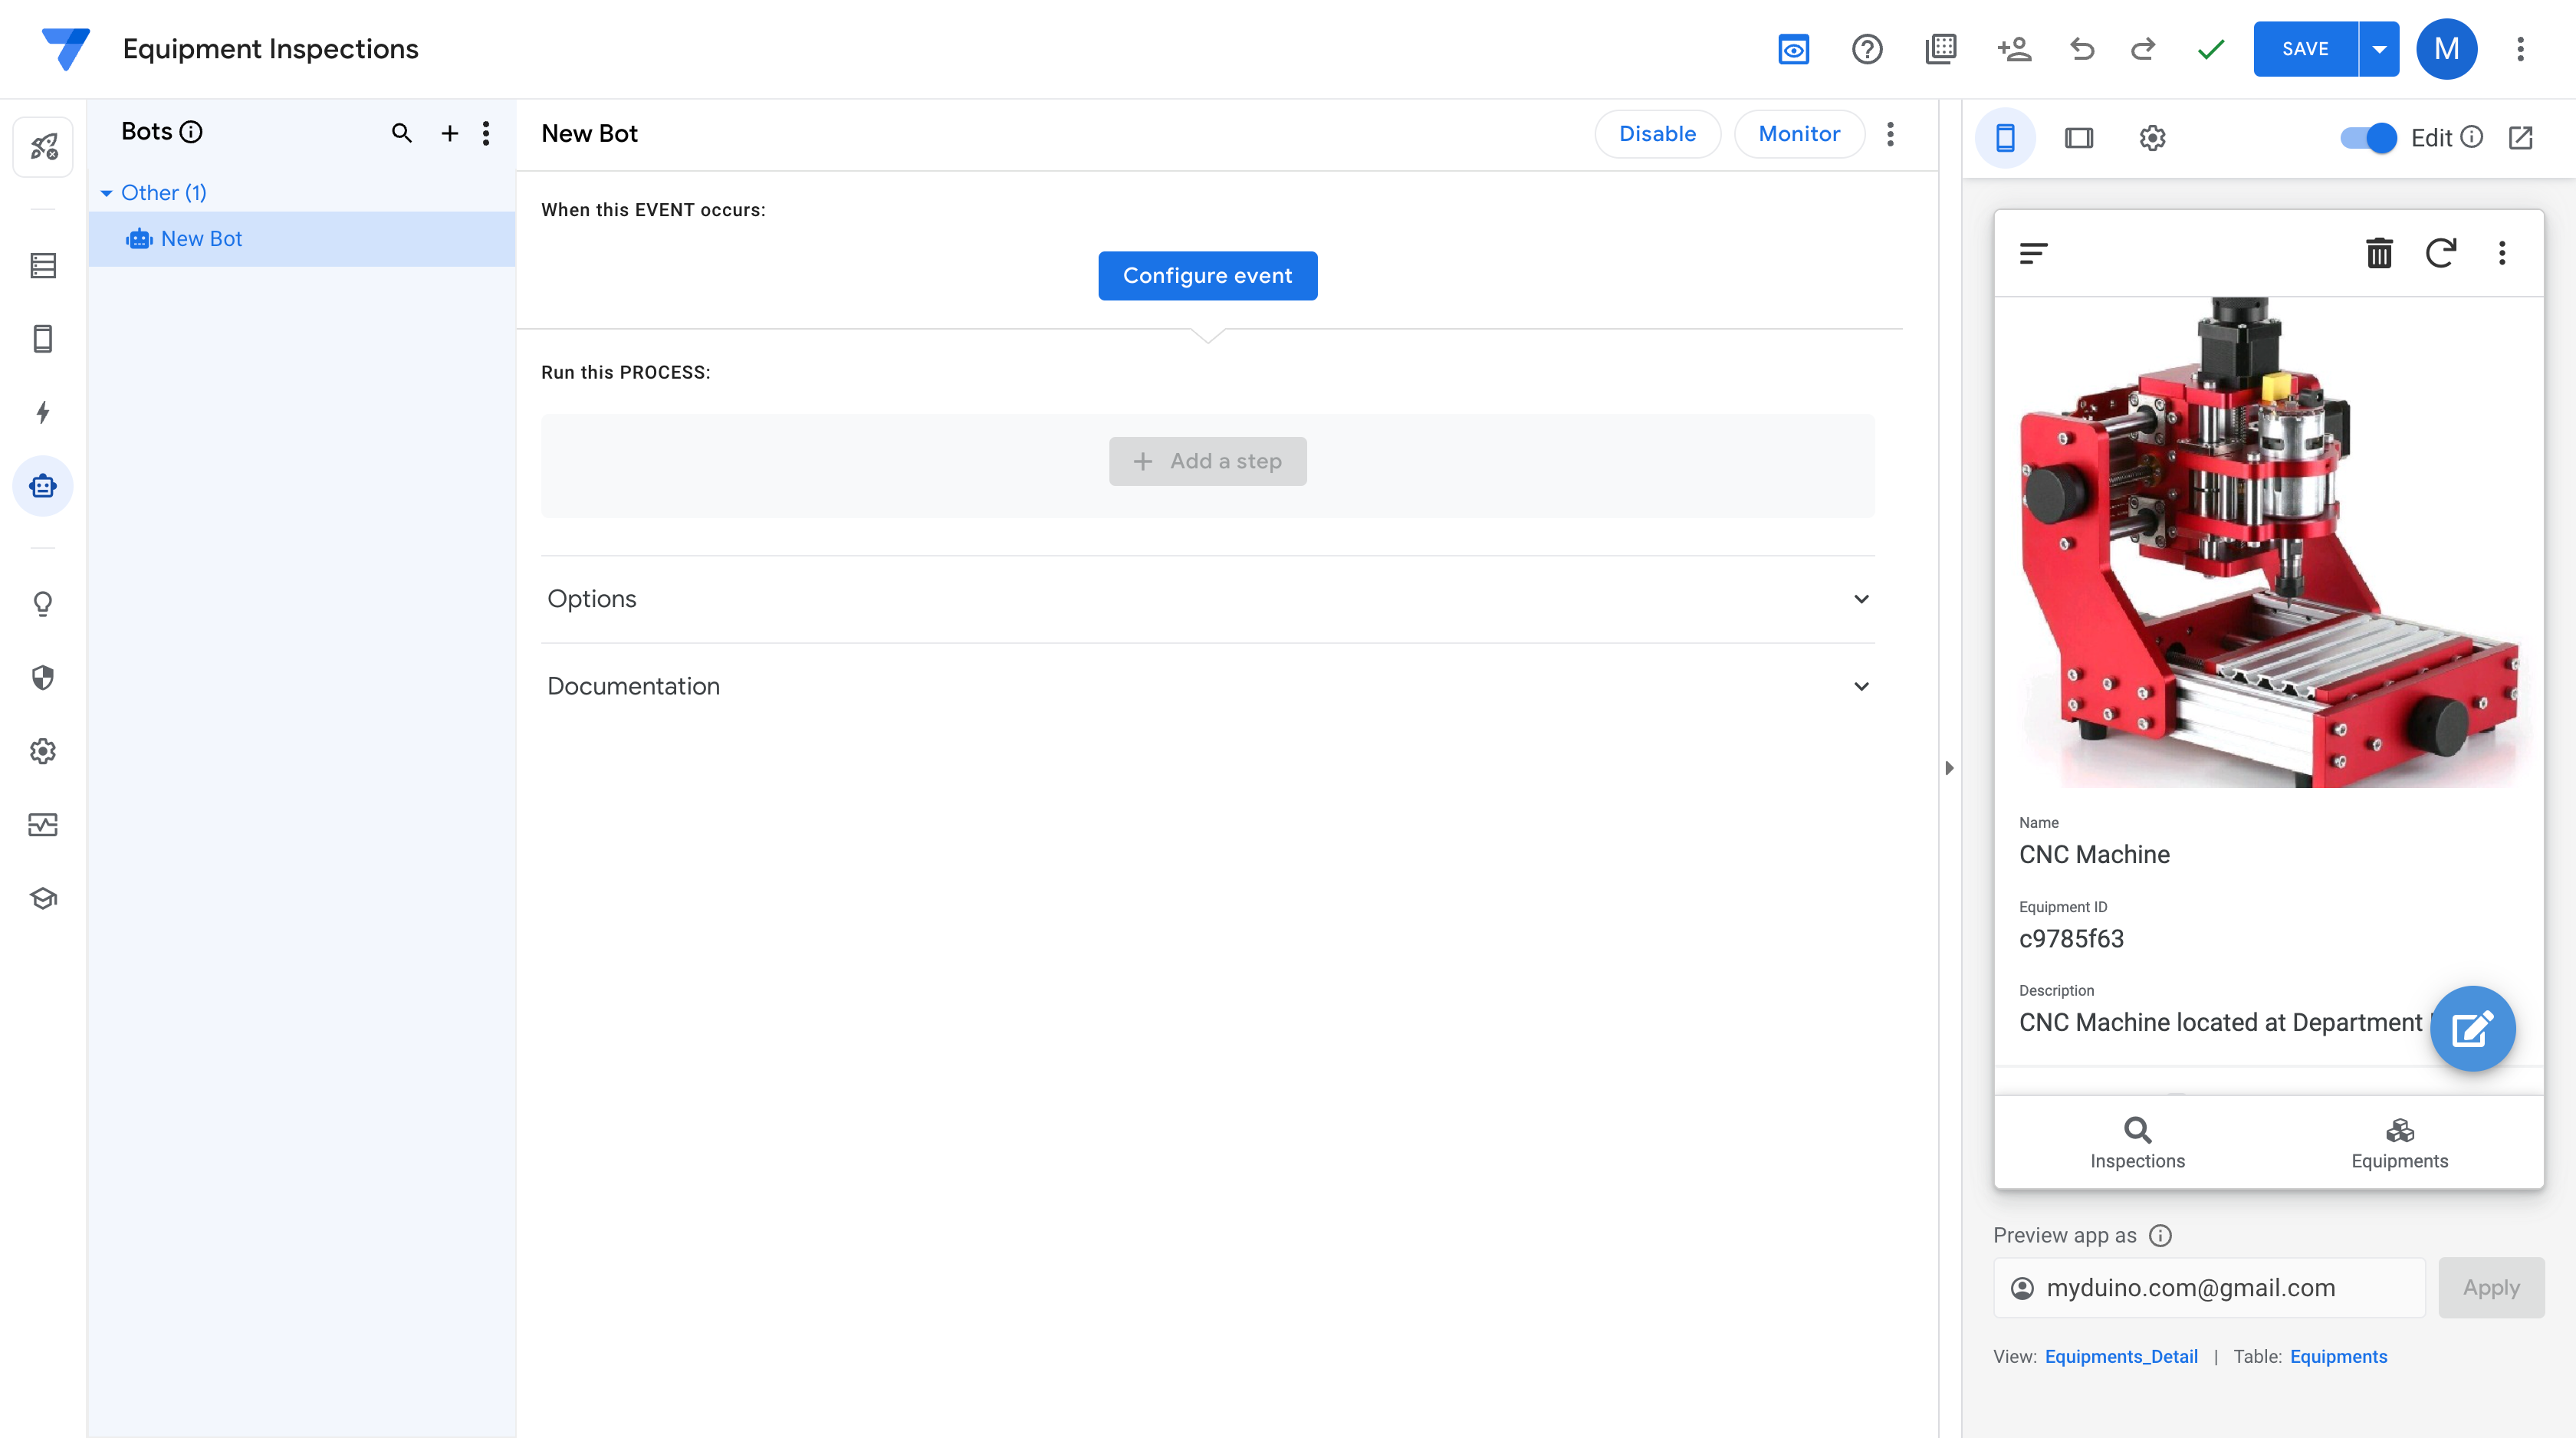 Equipment Inspections
SAVE
M
Bots
Other (1)
New Bot
New Bot
Disable
Monitor
When this EVENT occurs:
Configure event
Run this PROCESS:
+ Add a step
Options
Documentation
Edit
Name
CNC Machine
Equipment ID
c9785f63
Description
CNC Machine located at Department
Inspections
Equipments
Preview app as
myduino.com@gmail.com
Apply
View: Equipments_Detail | Table: Equipments